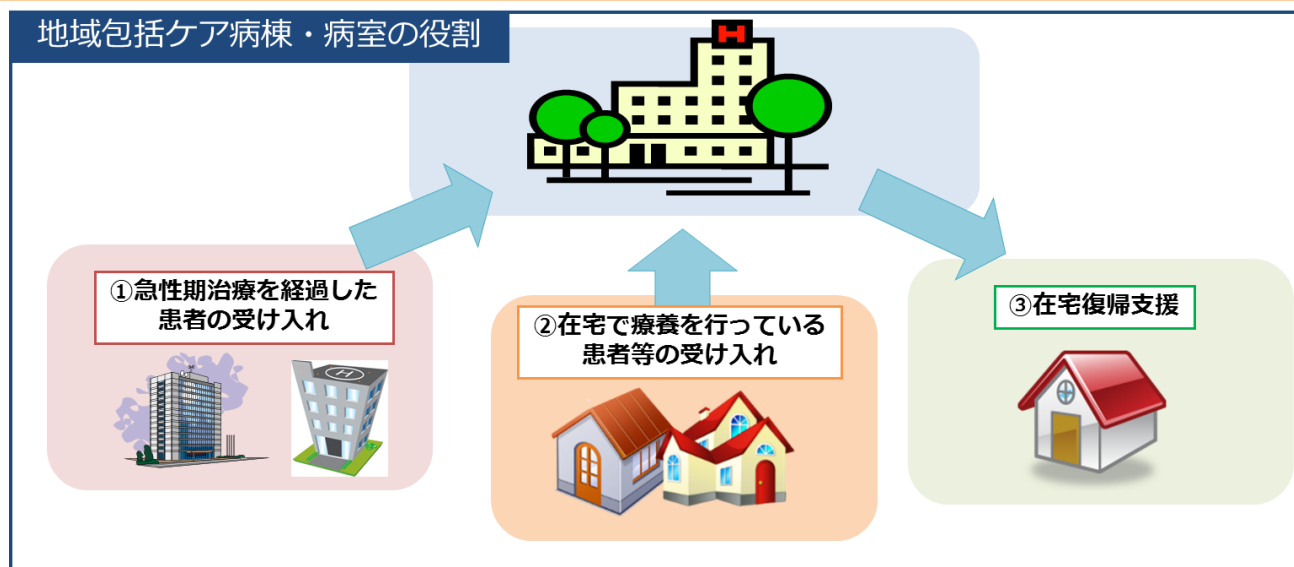 地域包括ケア病棟・病室の役割
H
①急性期治療を経過した
患者の受け入れ
H
②在宅で療養を行っている
患者等の受け入れ
③在宅復帰支援